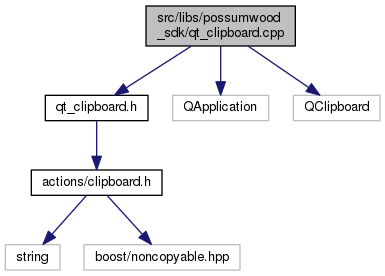 src/libs/possumwood
_sdk/qt_clipboard.cpp
qt_clipboard.h
QApplication
QClipboard
actions/clipboard.h
string
boost/noncopyable.hpp